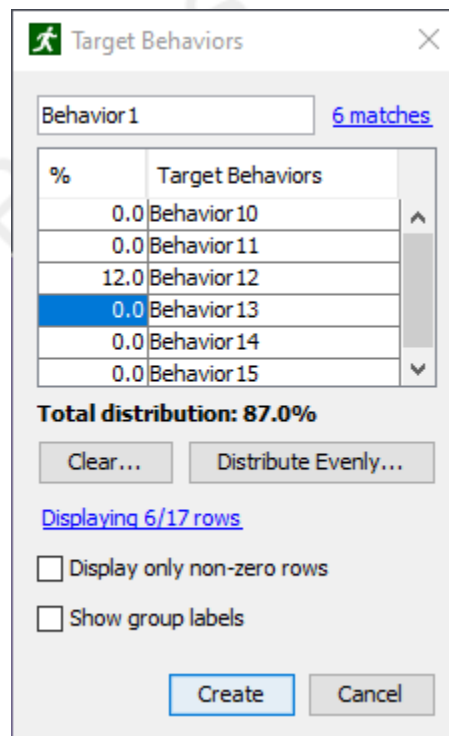 Target Behaviors
Behavior1 6 matches
% Target Behaviors
0.0 Behavior10
0.0 Behavior11
12.0 Behavior12
0.0 Behavior13
0.0 Behavior14
0.0 Behavior15
Total distribution: 87.0%
Clear... Distribute Evenly...
Displaying 6/17 rows
Display only non-zero rows
Show group labels
Create Cancel